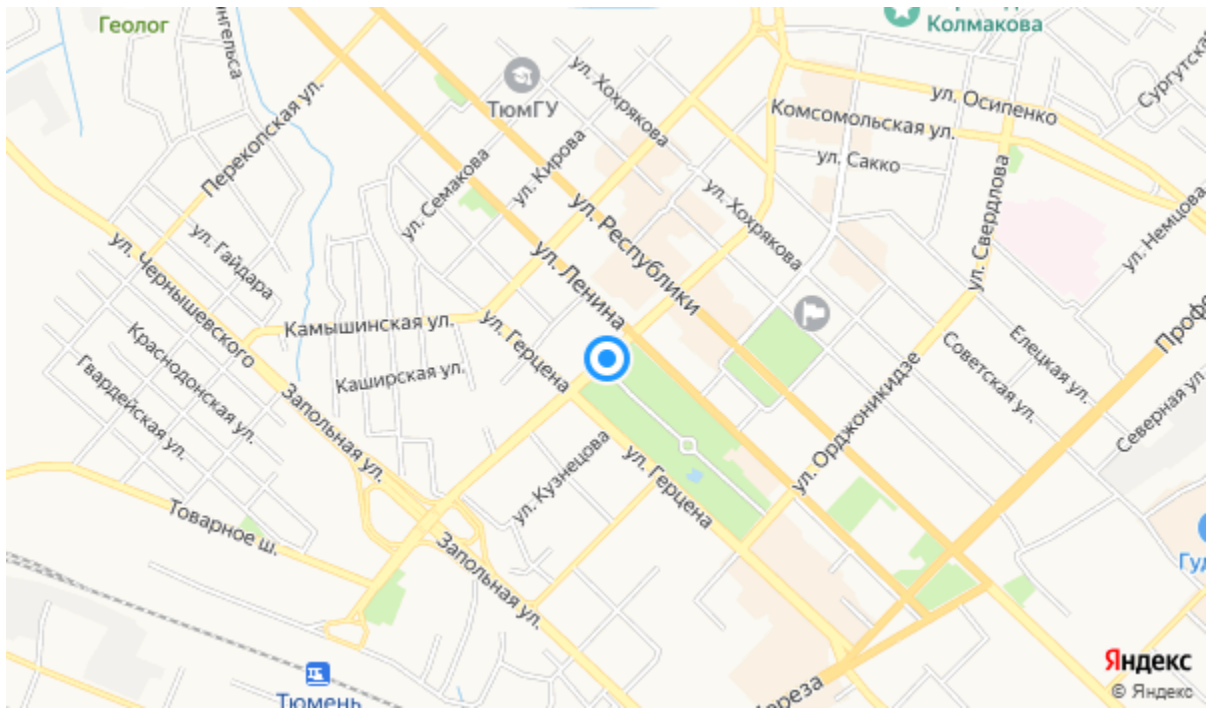 Геолог
Колмакова
Сургутская
Перекопская ул.
ТюмГУ
ул. Хохрякова
ул. Осипенко
Комсомольская ул.
ул. Сакко
ул. Семакова
ул. Кирова
ул. Хохрякова
ул. Свердлова
ул. Немцова
ул. Гайдара
ул. Республики
ул. Ленина
ул. Чернышевского
Камышинская ул.
ул. Герцена
Каширская ул.
Краснодонская ул.
Гвардейская ул.
Запольная ул.
ул. Орджоникидзе
Советская ул.
Елецкая ул.
Северная ул.
ул. Кузнецова
ул. Герцена
Товарное ш.
Запольная ул.
Тюмень
Яндекс
© Яндекс